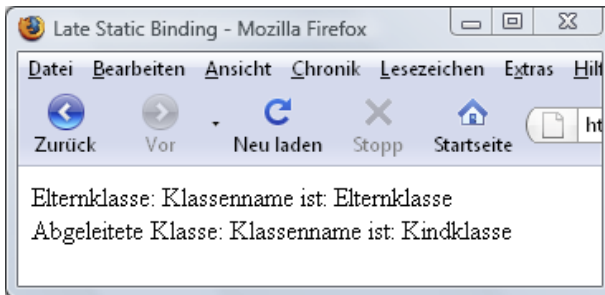 Late Static Binding - Mozilla Firefox
Datei Bearbeiten Ansicht Chronik Lesezeichen Extras
Zurück Vor Neu laden Stopp Startseite ht
Elternklasse: Klassenname ist: Elternklasse
Abgeleitete Klasse: Klassenname ist: Kindklasse